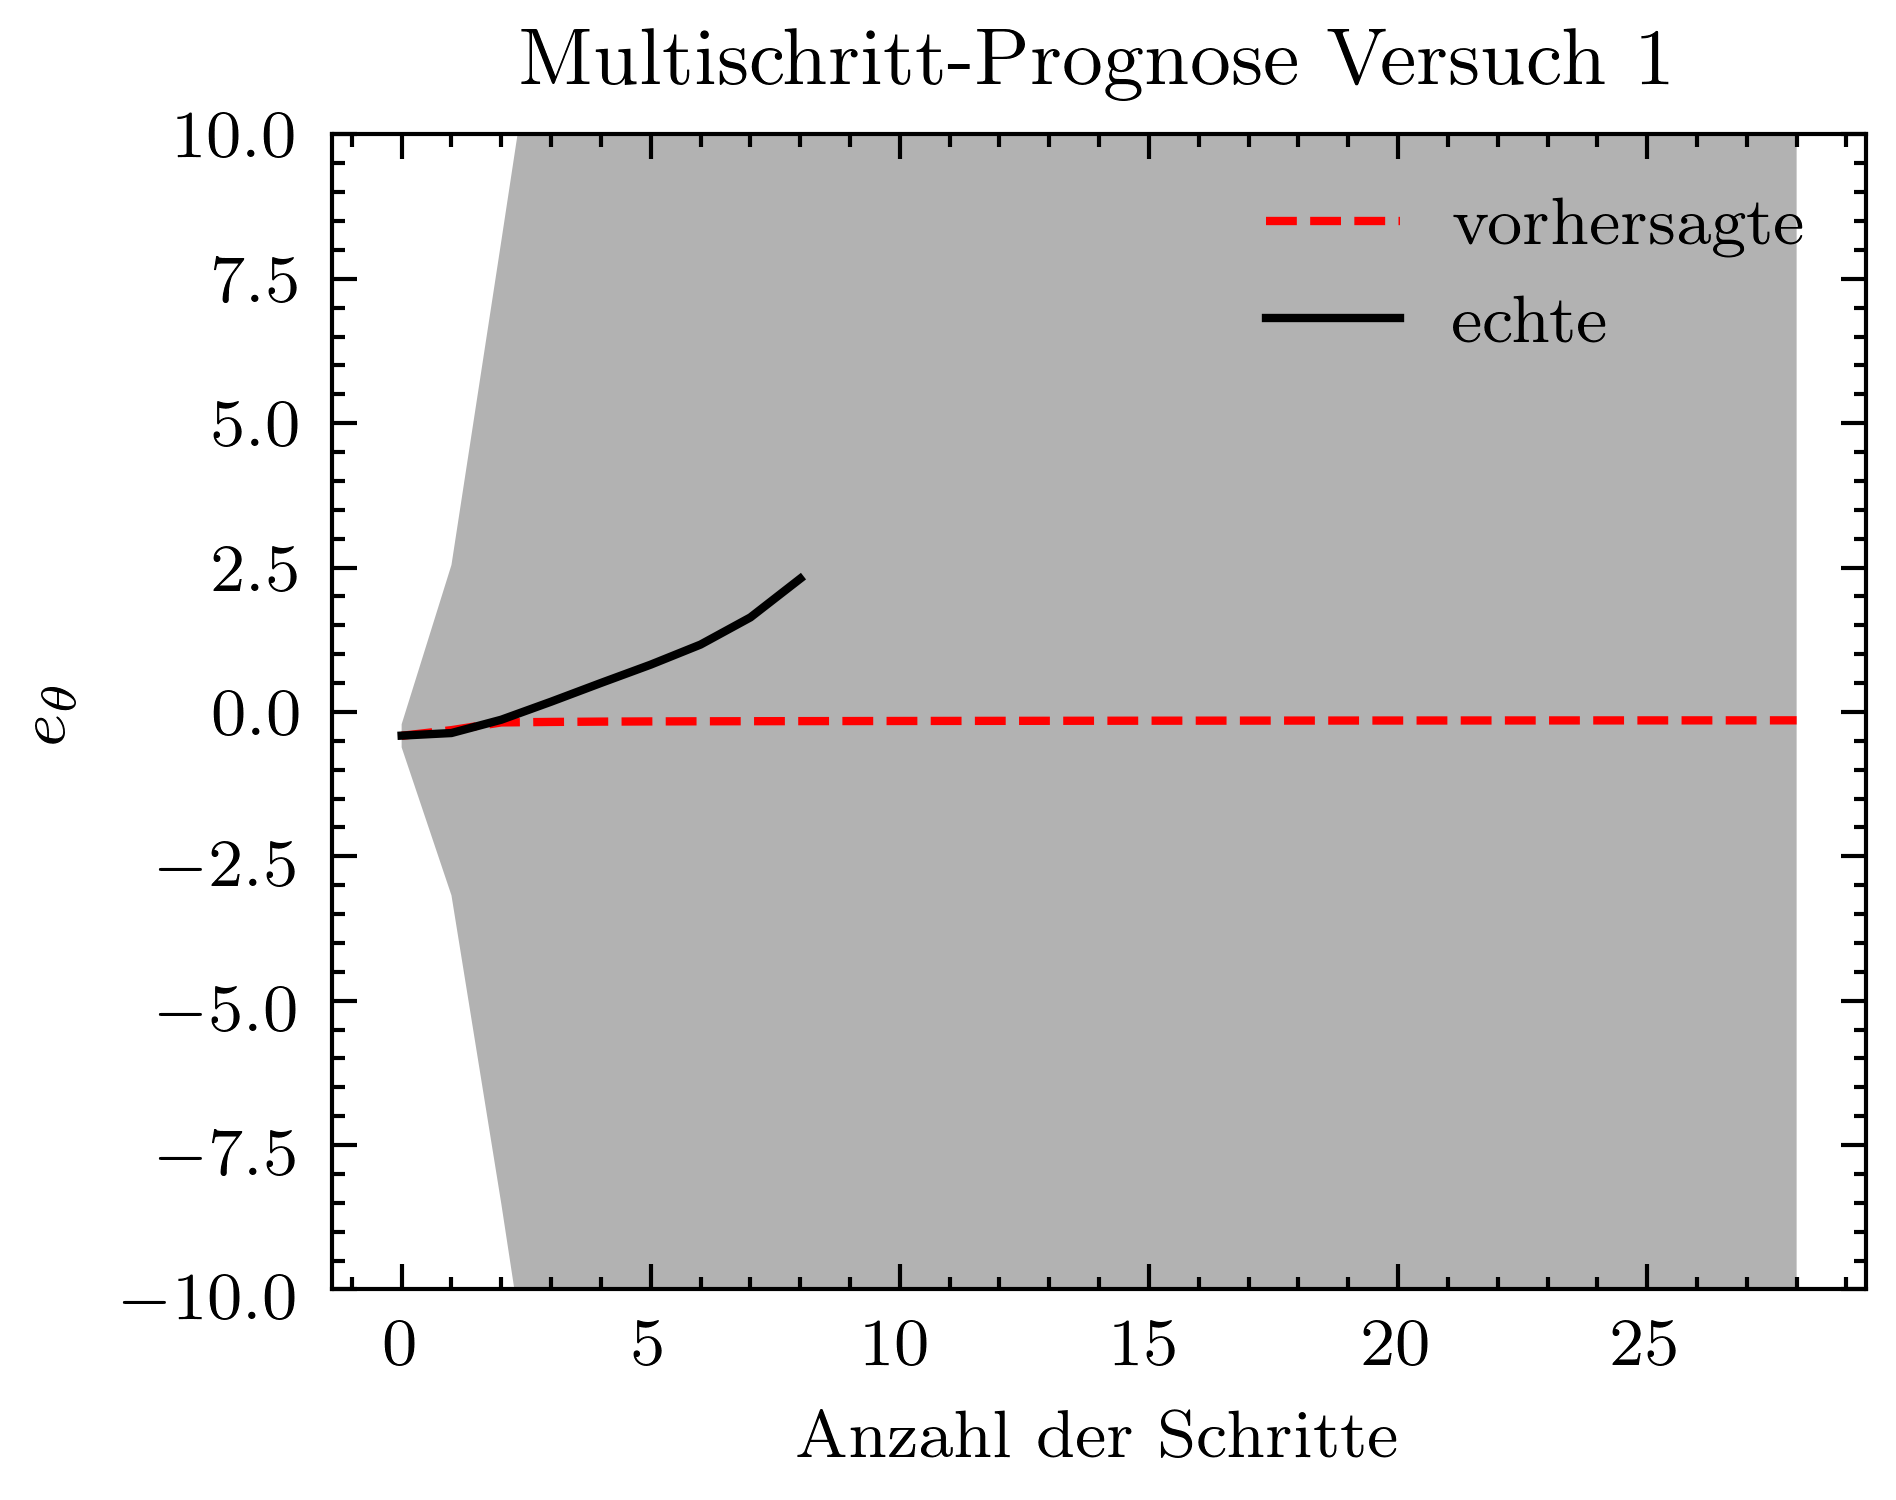 Multischritt-Prognose Versuch 1
10.0
7.5
5.0
2.5
0.0
−2.5
−5.0
−7.5
−10.0
e_θ
vorhersagte
echte
0 5 10 15 20 25
Anzahl der Schritte